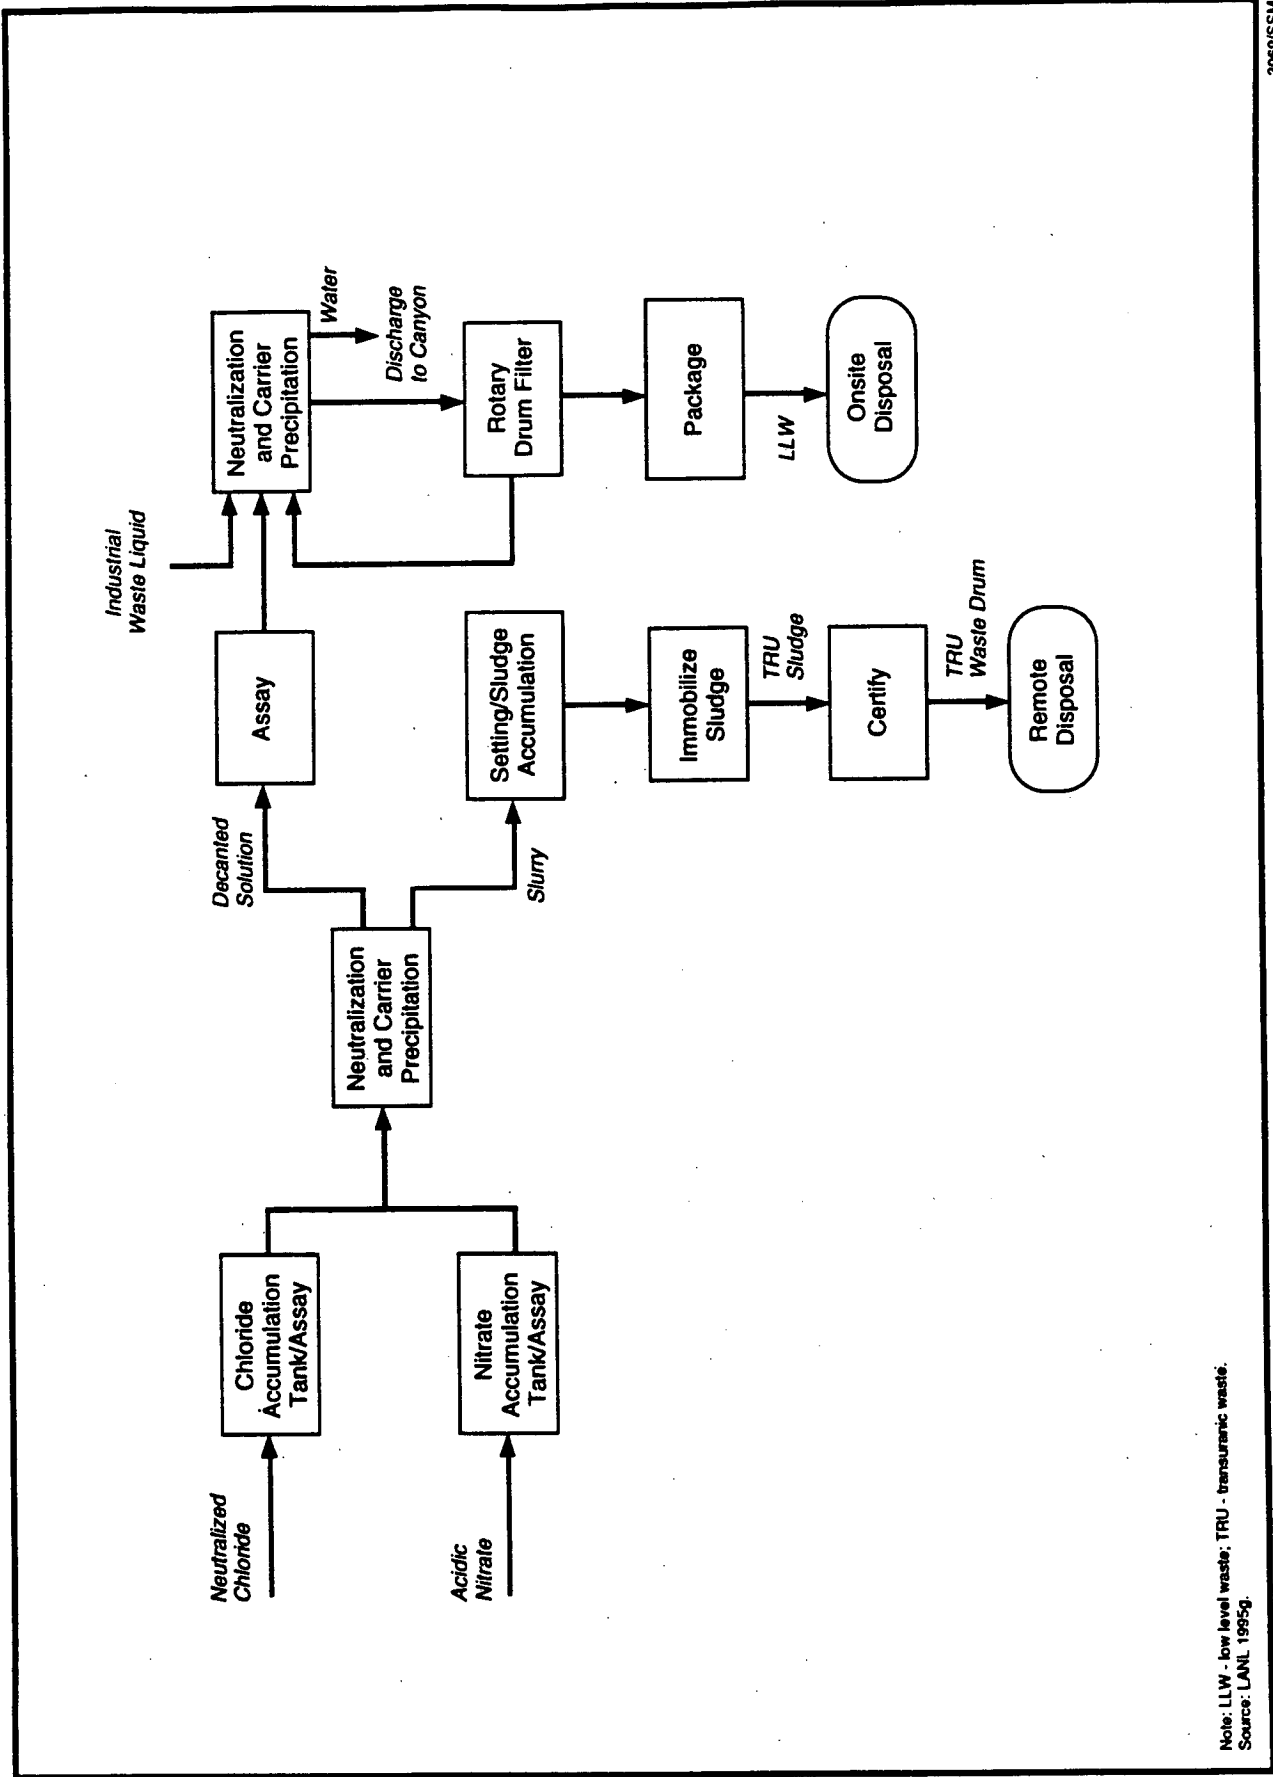 Neutralized
Chloride
Chloride
Accumulation
Tank/Assay
Acidic
Nitrate
Nitrate
Accumulation
Tank/Assay
Neutralization
and Carrier
Precipitation
Decanted
Solution
Slurry
Assay
Setting/Sludge
Accumulation
Immobilize
Sludge
TRU
Sludge
Certify
TRU
Waste Drum
Remote
Disposal
Industrial
Waste Liquid
Neutralization
and Carrier
Precipitation
Water
Discharge
to Canyon
Rotary
Drum Filter
Package
LLW
Onsite
Disposal
Note: LLW - low level waste; TRU - transuranic waste.
Source: LANL 1995g.